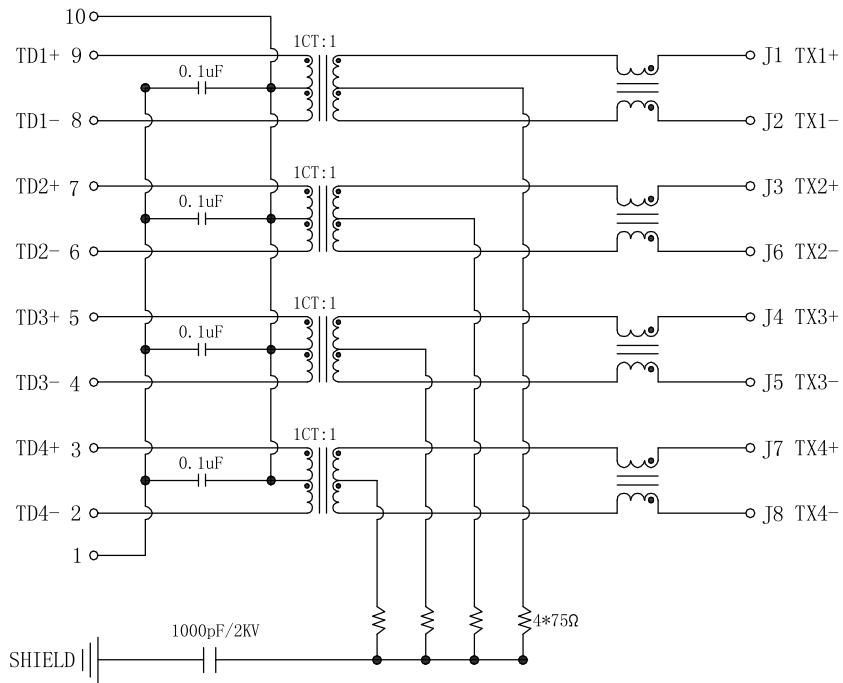 10
1CT:1
TD1+ 9 J1 TX1+
0.1uF
TD1- 8 J2 TX1-
1CT:1
TD2+ 7 J3 TX2+
0.1uF
TD2- 6 J6 TX2-
1CT:1
TD3+ 5 J4 TX3+
0.1uF
TD3- 4 J5 TX3-
1CT:1
TD4+ 3 J7 TX4+
0.1uF
TD4- 2 J8 TX4-
1
4*75Ω
1000pF/2KV
SHIELD